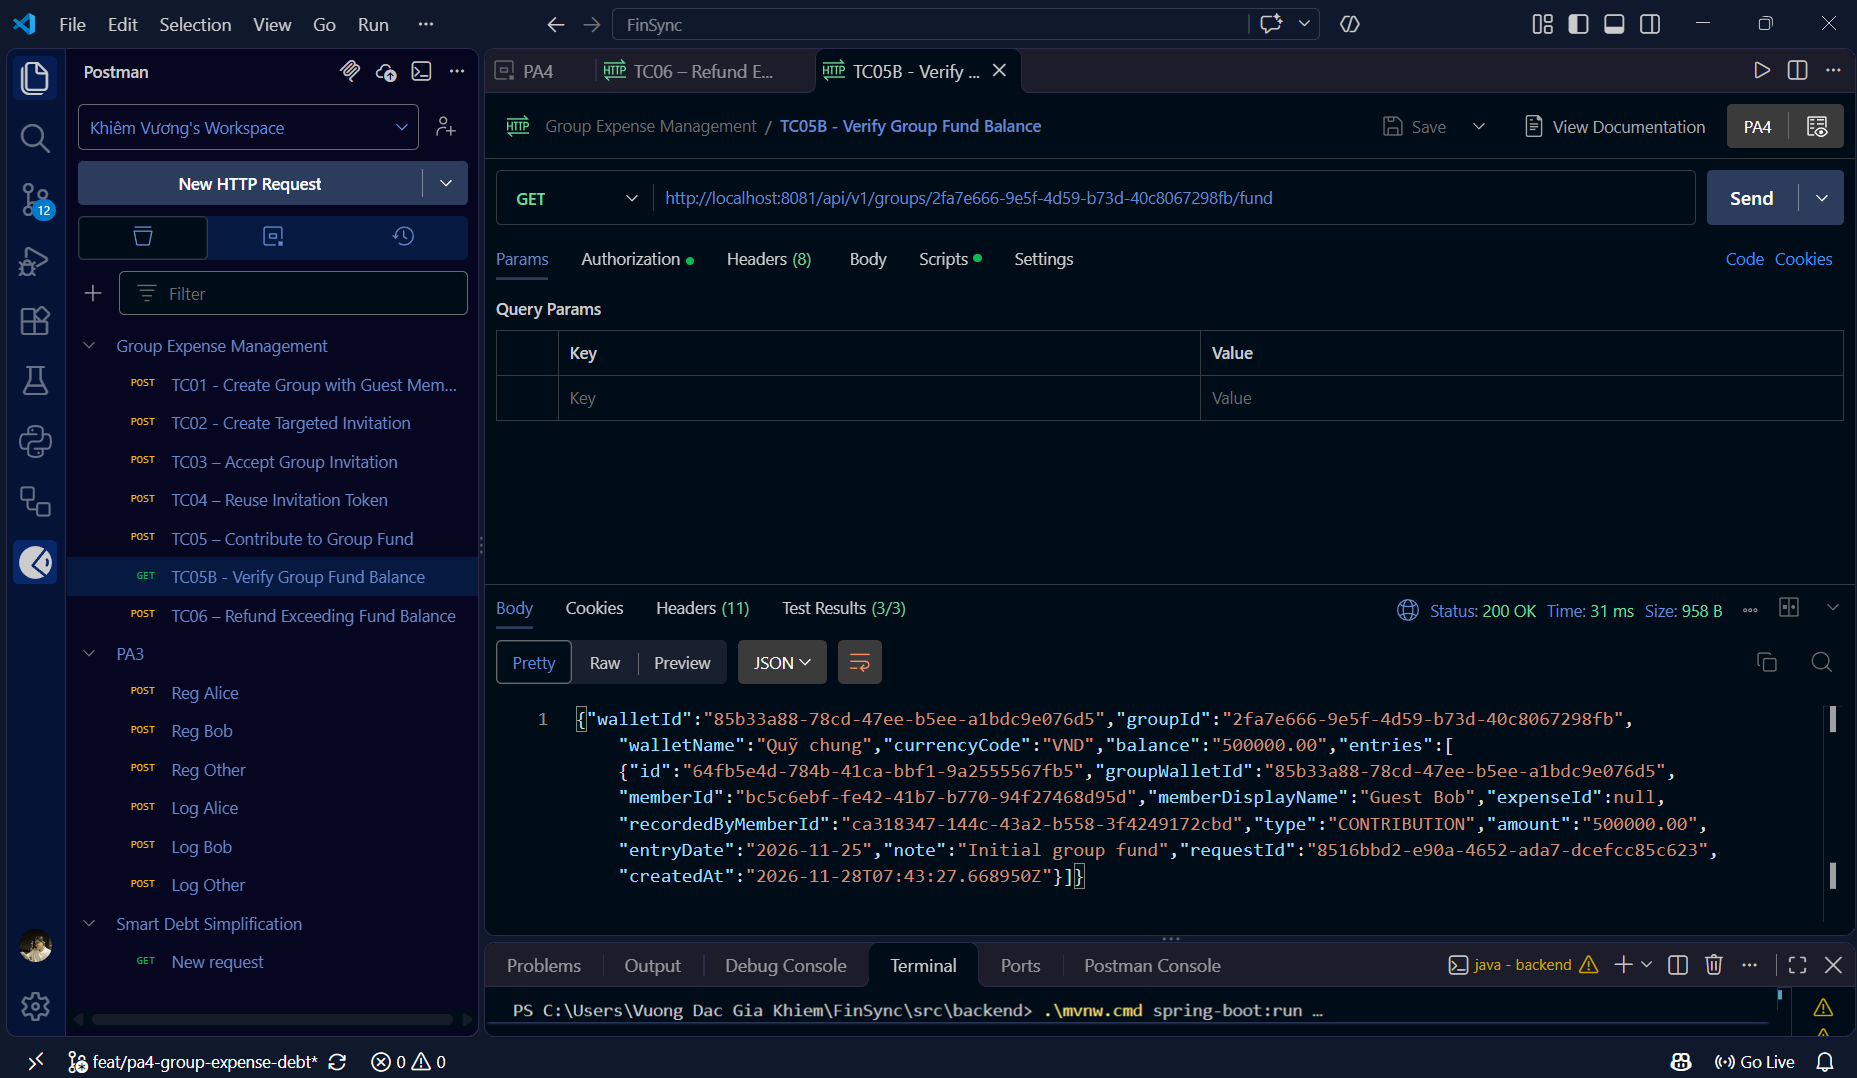 File Edit Selection View Go Run ··· FinSync
Postman
Khiêm Vương's Workspace
New HTTP Request
Filter
Group Expense Management
POST TC01 - Create Group with Guest Mem...
POST TC02 - Create Targeted Invitation
POST TC03 – Accept Group Invitation
POST TC04 – Reuse Invitation Token
POST TC05 – Contribute to Group Fund
GET TC05B - Verify Group Fund Balance
POST TC06 – Refund Exceeding Fund Balance
PA3
POST Reg Alice
POST Reg Bob
POST Reg Other
POST Log Alice
POST Log Bob
POST Log Other
Smart Debt Simplification
GET New request
12
PA4 HTTP TC06 – Refund E... HTTP TC05B - Verify ...
HTTP Group Expense Management / TC05B - Verify Group Fund Balance Save View Documentation PA4
GET http://localhost:8081/api/v1/groups/2fa7e666-9e5f-4d59-b73d-40c8067298fb/fund Send
Params Authorization Headers (8) Body Scripts Settings Code Cookies
Query Params
Key Value
Key Value
Body Cookies Headers (11) Test Results (3/3) Status: 200 OK Time: 31 ms Size: 958 B
Pretty Raw Preview JSON
1 {"walletId":"85b33a88-78cd-47ee-b5ee-a1bdc9e076d5","groupId":"2fa7e666-9e5f-4d59-b73d-40c8067298fb",
"walletName":"Quỹ chung","currencyCode":"VND","balance":"500000.00","entries":[
{"id":"64fb5e4d-784b-41ca-bbf1-9a2555567fb5","groupWalletId":"85b33a88-78cd-47ee-b5ee-a1bdc9e076d5",
"memberId":"bc5c6ebf-fe42-41b7-b770-94f27468d95d","memberDisplayName":"Guest Bob","expenseId":null,
"recordedByMemberId":"ca318347-144c-43a2-b558-3f4249172cbd","type":"CONTRIBUTION","amount":"500000.00",
"entryDate":"2026-11-25","note":"Initial group fund","requestId":"8516bbd2-e90a-4652-ada7-dcefcc85c623",
"createdAt":"2026-11-28T07:43:27.668950Z"}]}
Problems Output Debug Console Terminal Ports Postman Console java - backend
PS C:\Users\Vuong Dac Gia Khiem\FinSync\src\backend> .\mvnw.cmd spring-boot:run …
feat/pa4-group-expense-debt* 0 0 Go Live